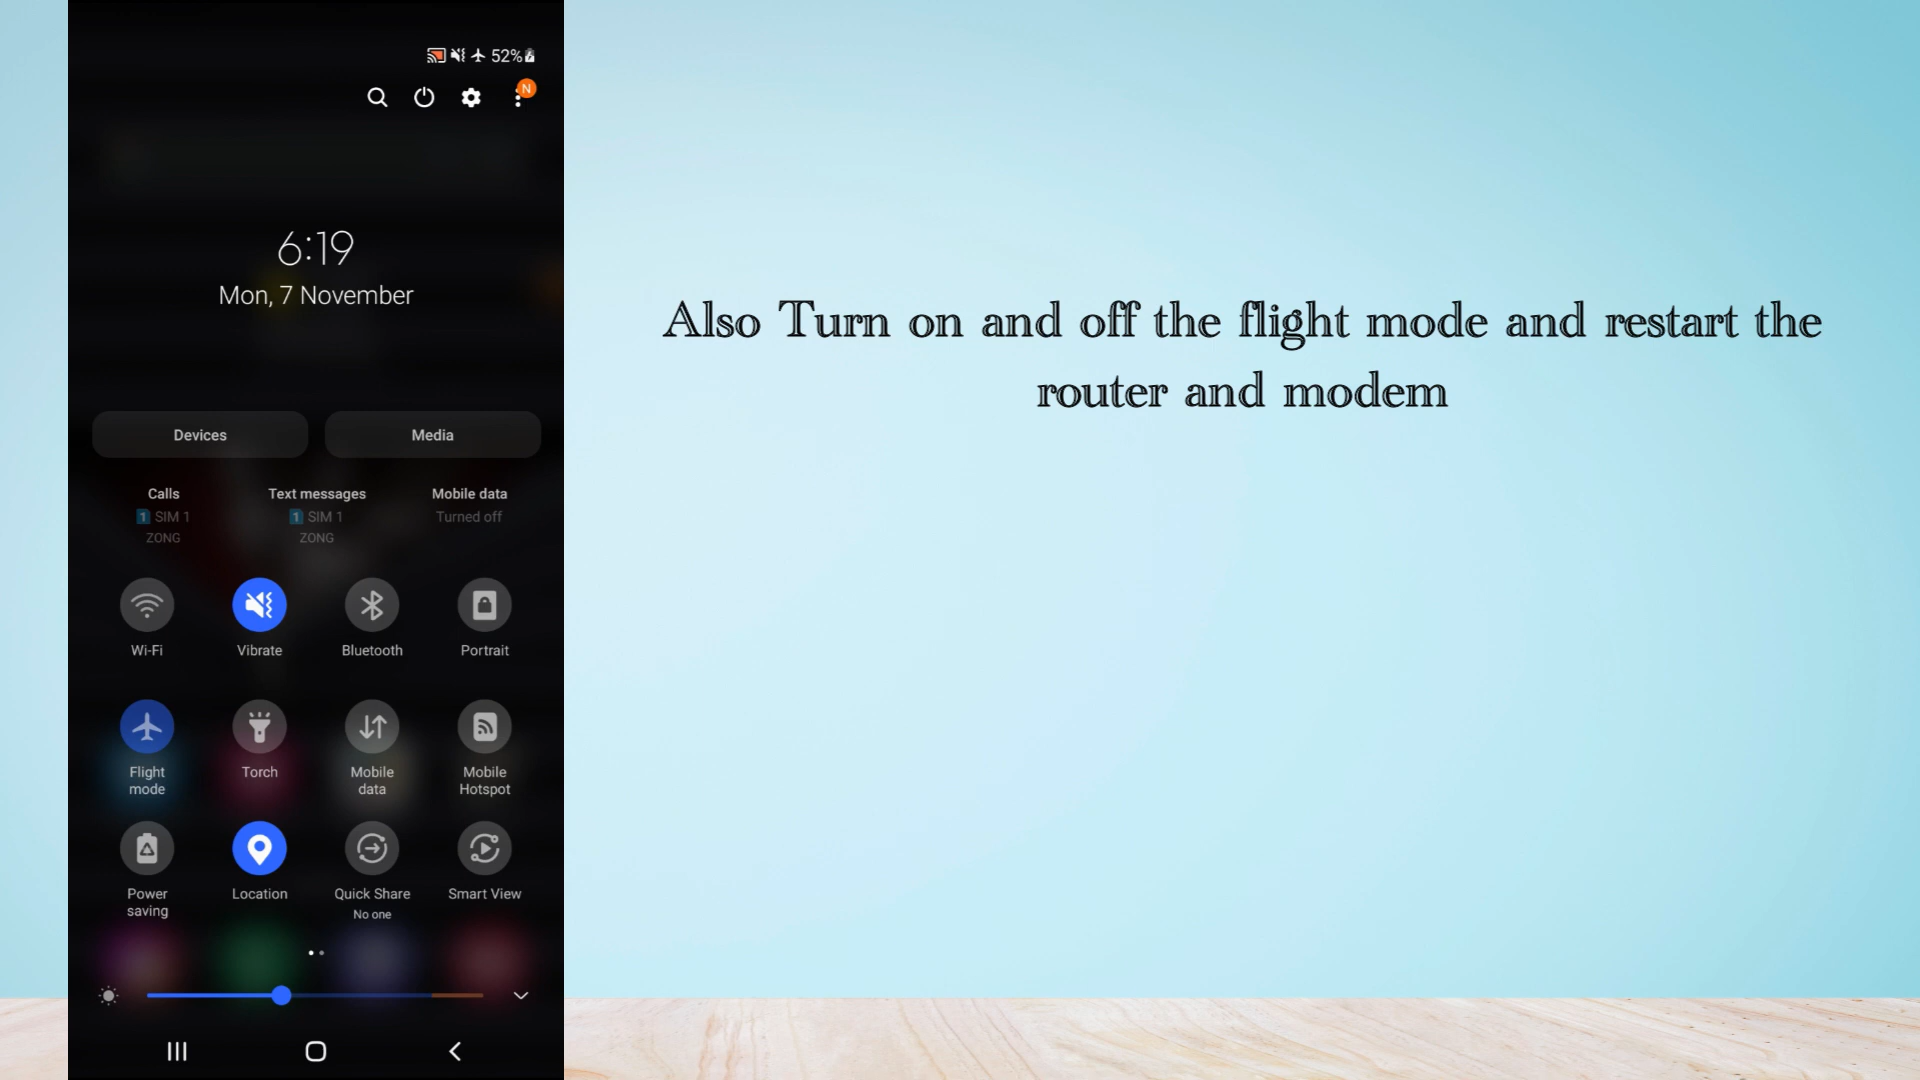 52%
N
6:19
Mon, 7 November
Devices
Media
Calls
Text messages
Mobile data
1 SIM 1
1 SIM 1
Turned off
ZONG
ZONG
Wi-Fi
Vibrate
Bluetooth
Portrait
Flight
mode
Torch
Mobile
data
Mobile
Hotspot
Power
saving
Location
Quick Share
No one
Smart View
Also Turn on and off the flight mode and restart the
router and modem